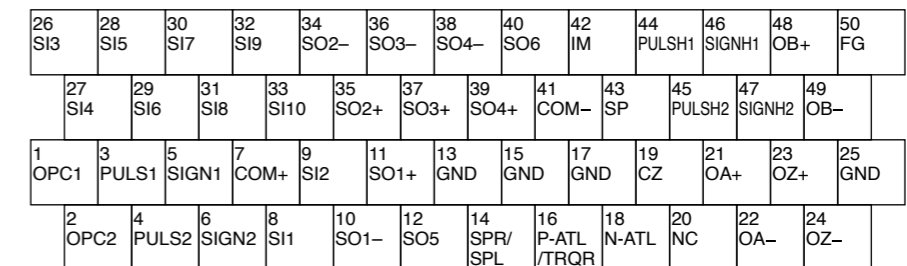 26 28 30 32 34 36 38 40 42 44 46 48 50
SI3 SI5 SI7 SI9 SO2– SO3– SO4– SO6 IM PULSH1 SIGNH1 OB+ FG
27 29 31 33 35 37 39 41 43 45 47 49
SI4 SI6 SI8 SI10 SO2+ SO3+ SO4+ COM– SP PULSH2 SIGNH2 OB–
1 3 5 7 9 11 13 15 17 19 21 23 25
OPC1 PULS1 SIGN1 COM+ SI2 SO1+ GND GND GND CZ OA+ OZ+ GND
2 4 6 8 10 12 14 16 18 20 22 24
OPC2 PULS2 SIGN2 SI1 SO1– SO5 SPR/ P-ATL N-ATL NC OA– OZ–
SPL /TRQR